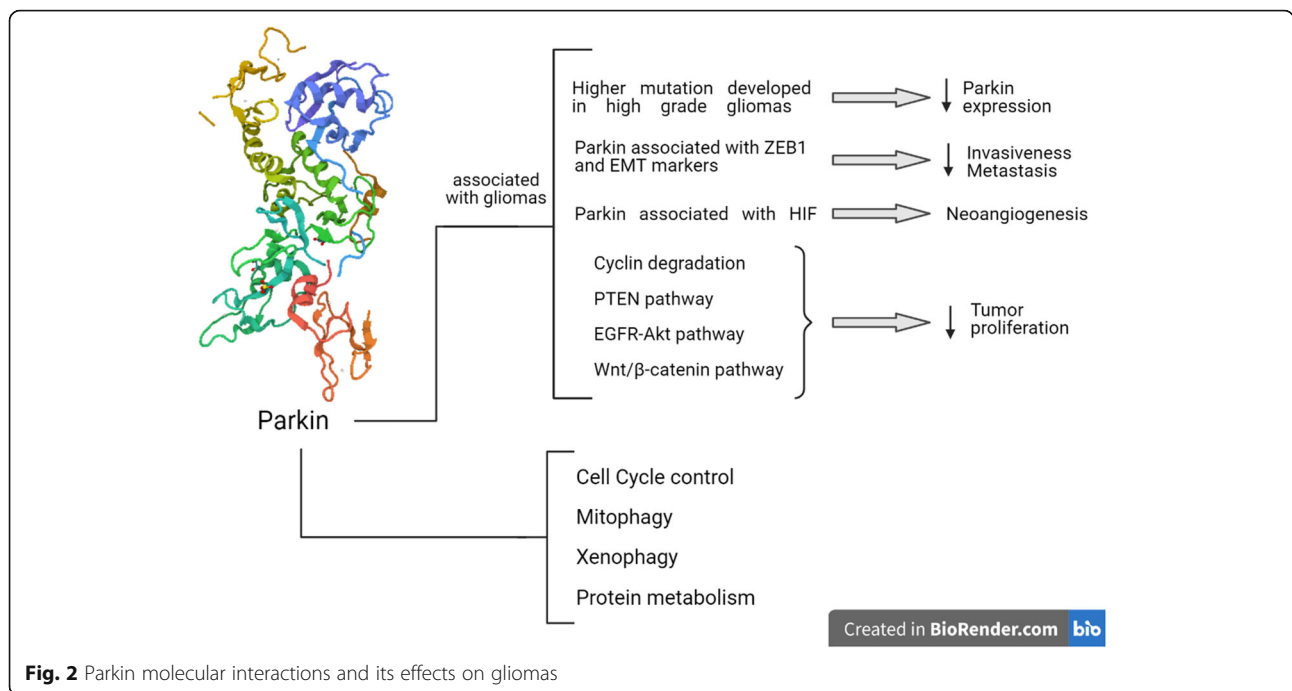 Higher mutation developed
in high grade gliomas
↓ Parkin
expression
Parkin associated with ZEB1
and EMT markers
↓ Invasiveness
Metastasis
associated
with gliomas
Parkin associated with HIF
Neoangiogenesis
Cyclin degradation
PTEN pathway
EGFR-Akt pathway
Wnt/β-catenin pathway
↓ Tumor
proliferation
Parkin
Cell Cycle control
Mitophagy
Xenophagy
Protein metabolism
Created in BioRender.com bio
Fig. 2 Parkin molecular interactions and its effects on gliomas